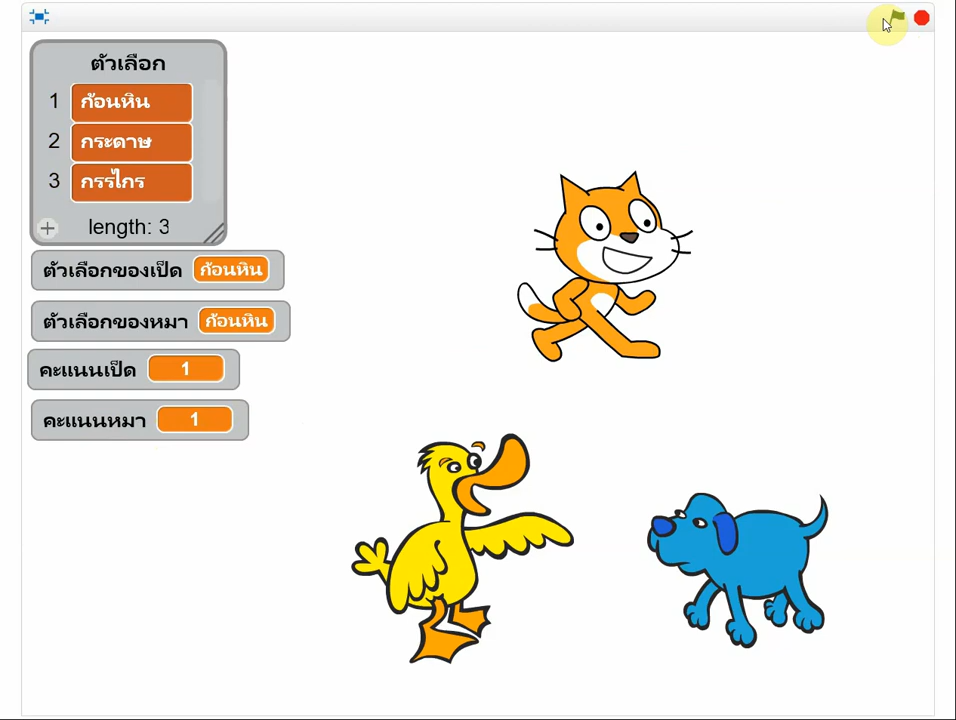 ตัวเลือก
1 ก้อนหิน
2 กระดาษ
3 กรรไกร
+ length: 3
ตัวเลือกของเป็ด ก้อนหิน
ตัวเลือกของหมา ก้อนหิน
คะแนนเป็ด 1
คะแนนหมา 1